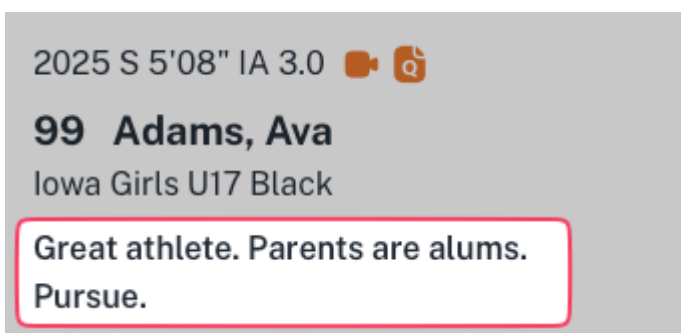 2025 S 5'08" IA 3.0
99 Adams, Ava
Iowa Girls U17 Black
Great athlete. Parents are alums.
Pursue.